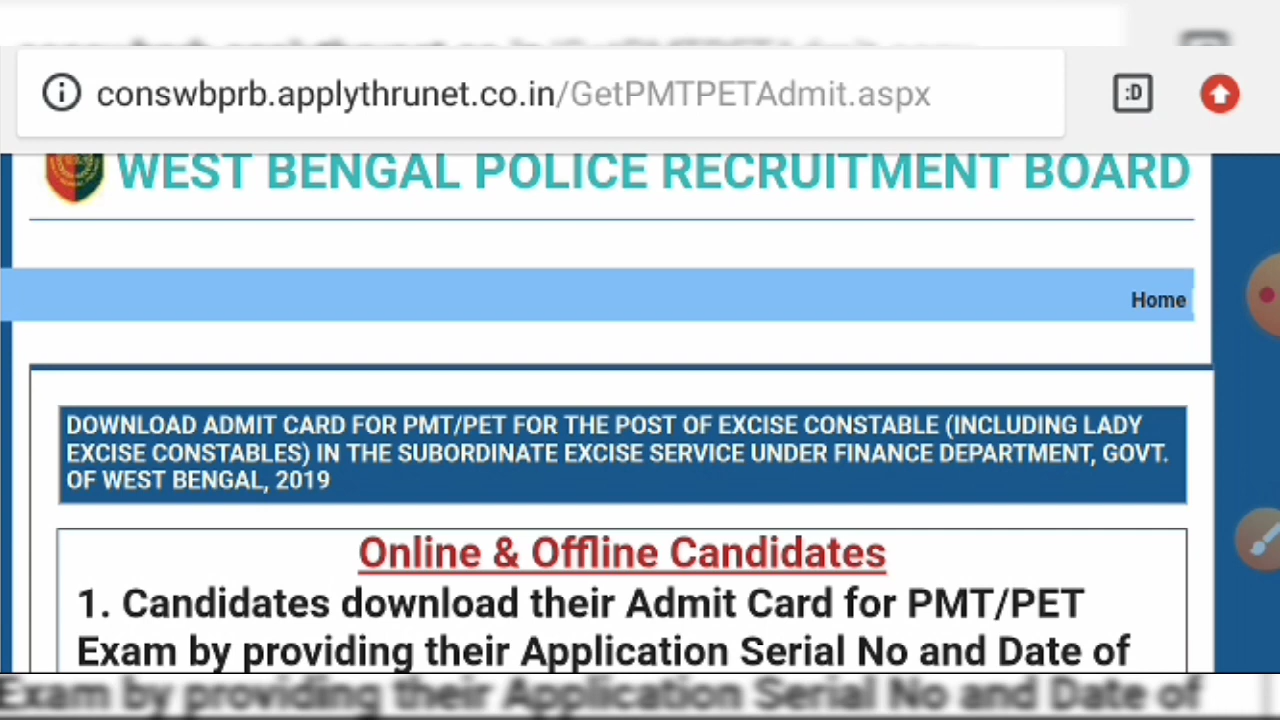 conswbprb.applythrunet.co.in/GetPMTPETAdmit.aspx
:D
WEST BENGAL POLICE RECRUITMENT BOARD
Home
DOWNLOAD ADMIT CARD FOR PMT/PET FOR THE POST OF EXCISE CONSTABLE (INCLUDING LADY
EXCISE CONSTABLES) IN THE SUBORDINATE EXCISE SERVICE UNDER FINANCE DEPARTMENT, GOVT.
OF WEST BENGAL, 2019
Online & Offline Candidates
1. Candidates download their Admit Card for PMT/PET
Exam by providing their Application Serial No and Date of
Exam by providing their Application Serial No and Date of